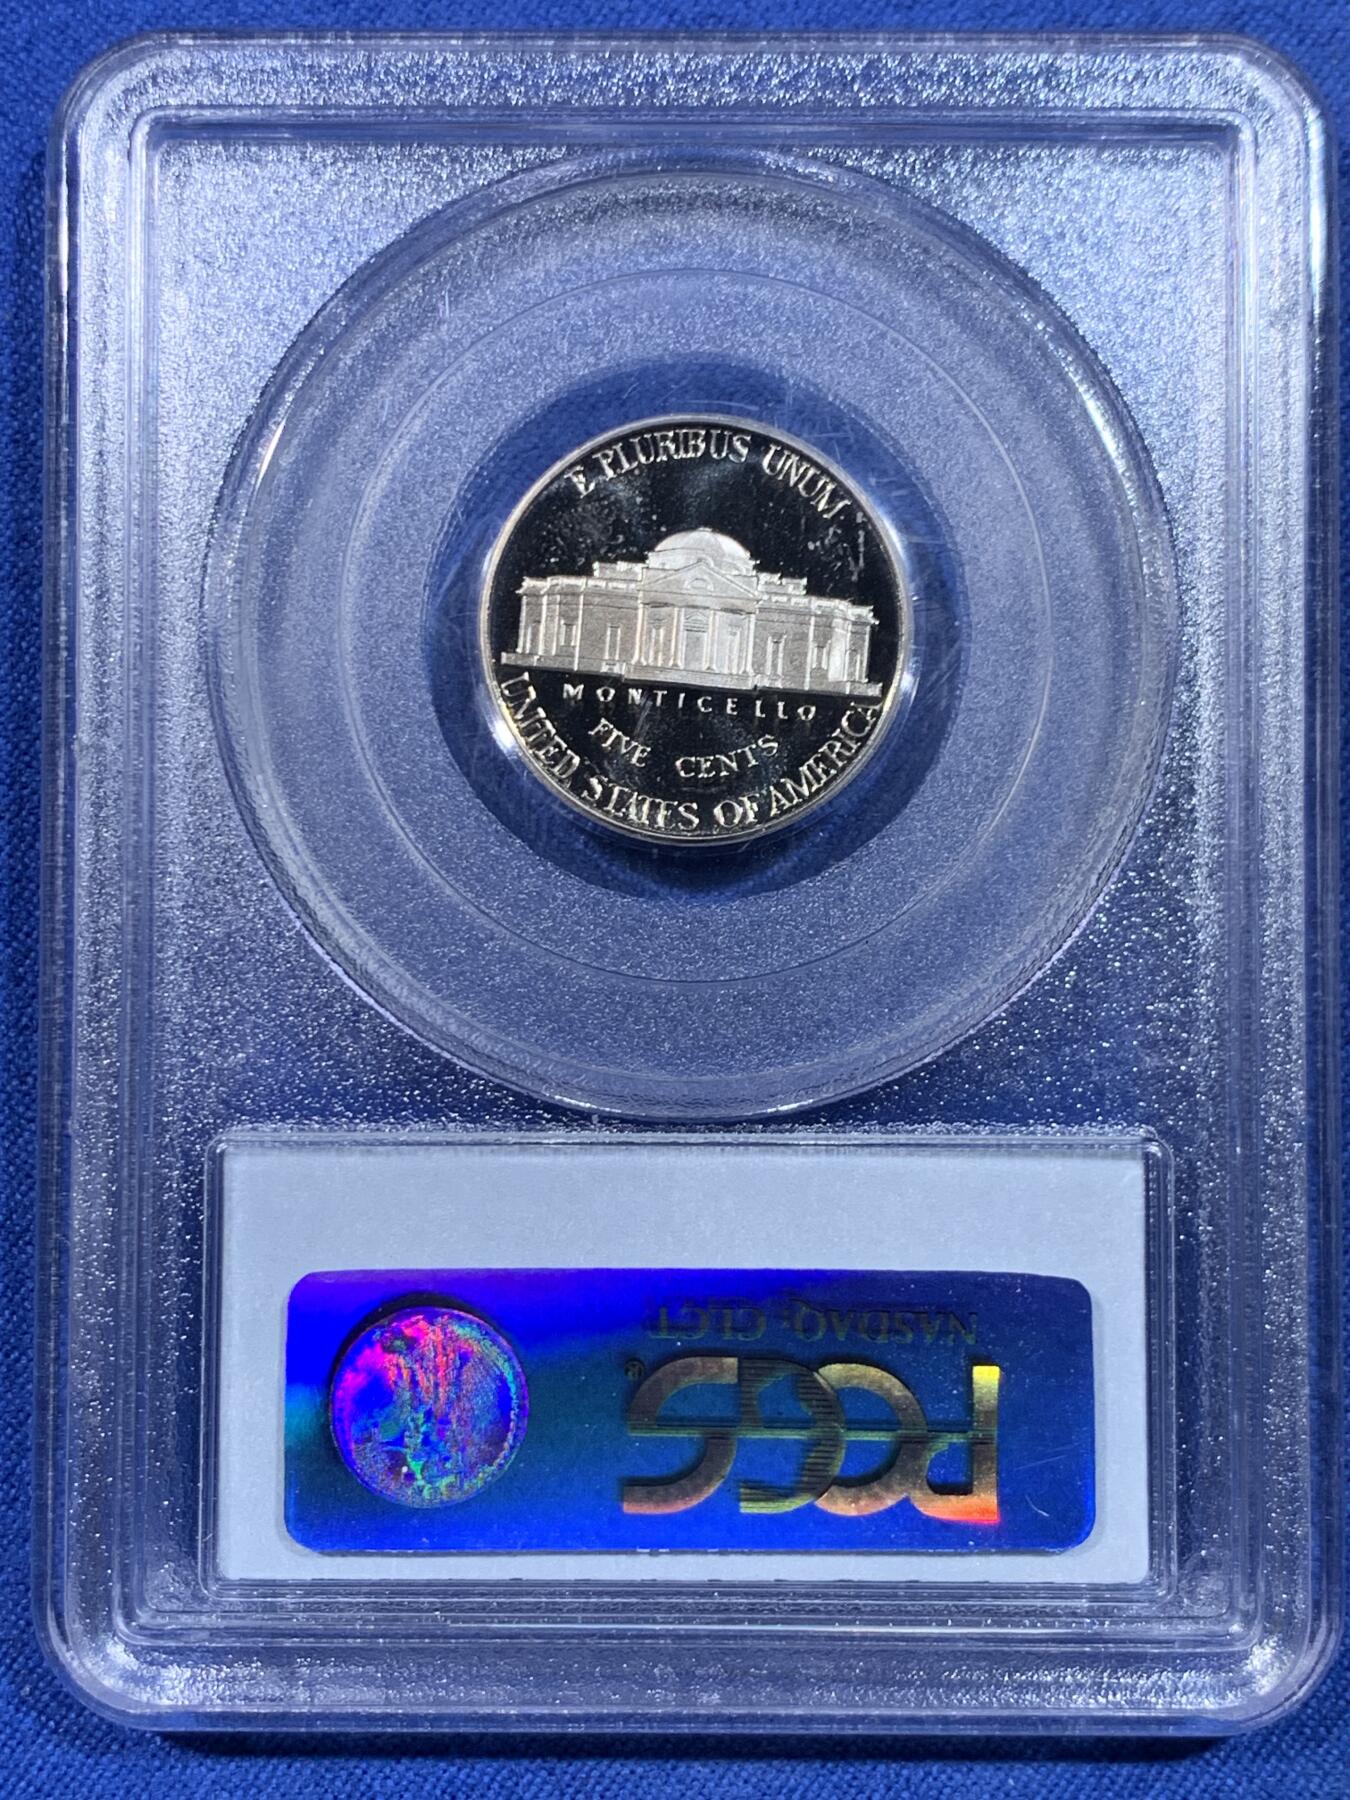 E PLURIBUS UNUM
MONTICELLO
FIVE CENTS
UNITED STATES OF AMERICA
NASDAQ: CLCT
PCGS®